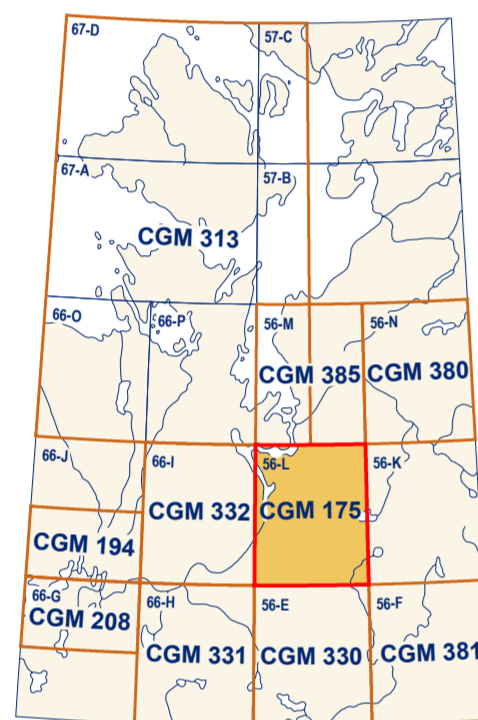 67-D
57-C
67-A
57-B
CGM 313
66-O
66-P
56-M
56-N
CGM 385
CGM 380
66-J
66-I
56-L
56-K
CGM 332
CGM 175
CGM 194
66-G
66-H
56-E
56-F
CGM 208
CGM 331
CGM 330
CGM 381